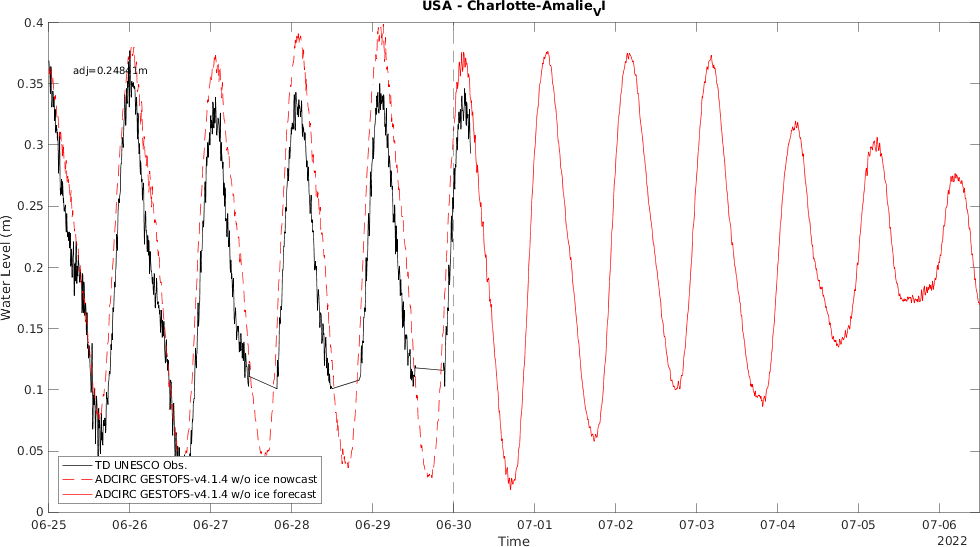 USA - Charlotte-Amalie_VI
adj=0.24841m
0.4
0.35
0.3
0.25
0.2
0.15
0.1
0.05
0
Water Level (m)
TD UNESCO Obs.
ADCIRC GESTOFS-v4.1.4 w/o ice nowcast
ADCIRC GESTOFS-v4.1.4 w/o ice forecast
06-25 06-26 06-27 06-28 06-29 06-30 07-01 07-02 07-03 07-04 07-05 07-06
Time
2022